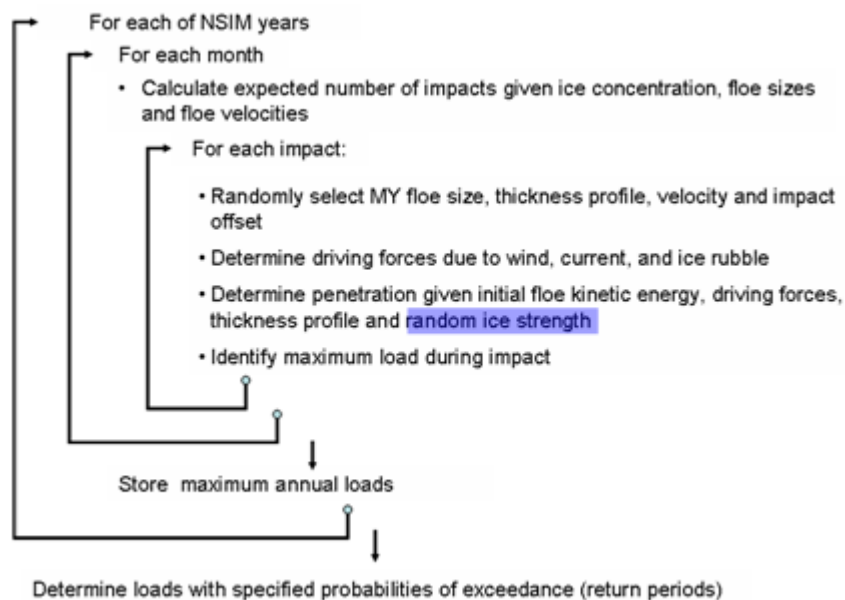 For each of NSIM years
For each month
• Calculate expected number of impacts given ice concentration, floe sizes
and floe velocities
For each impact:
• Randomly select MY floe size, thickness profile, velocity and impact
offset
• Determine driving forces due to wind, current, and ice rubble
• Determine penetration given initial floe kinetic energy, driving forces,
thickness profile and random ice strength
• Identify maximum load during impact
Store maximum annual loads
Determine loads with specified probabilities of exceedance (return periods)